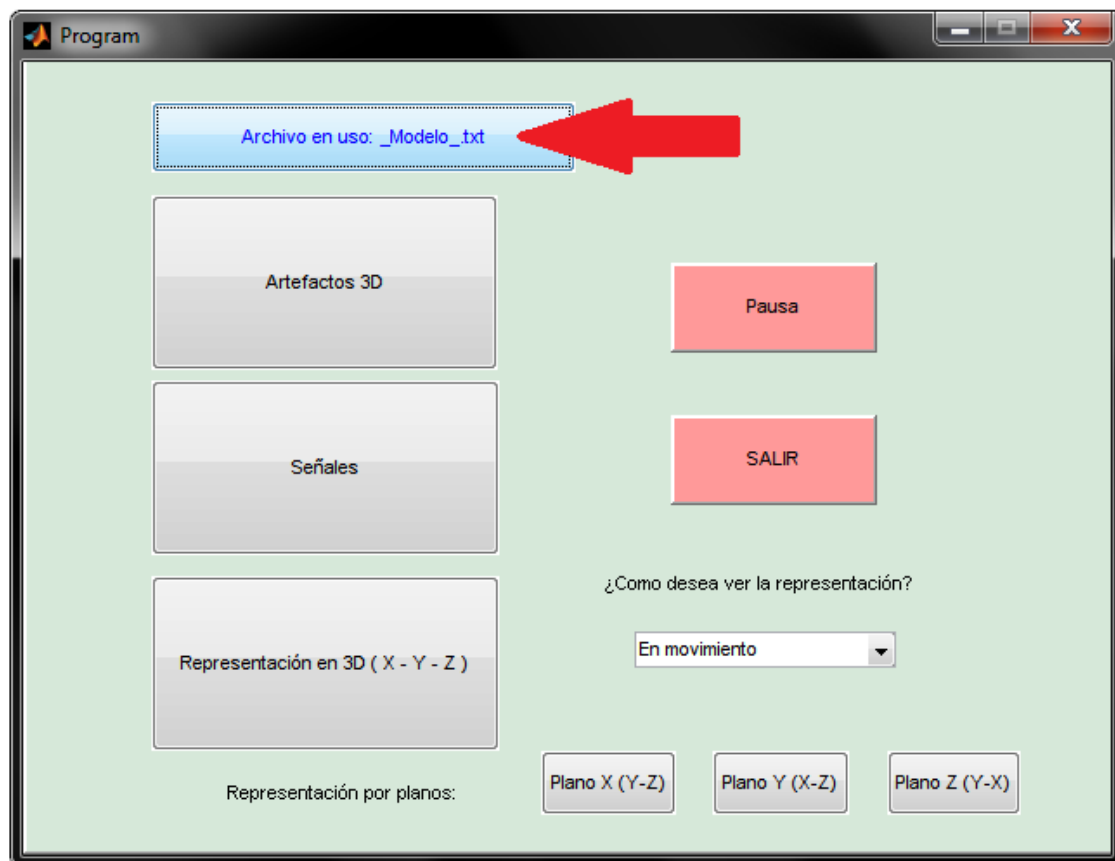 Program
Archivo en uso: _Modelo_.txt
Artefactos 3D
Pausa
Señales
SALIR
¿Como desea ver la representación?
En movimiento
Representación en 3D ( X - Y - Z )
Representación por planos:
Plano X (Y-Z)
Plano Y (X-Z)
Plano Z (Y-X)